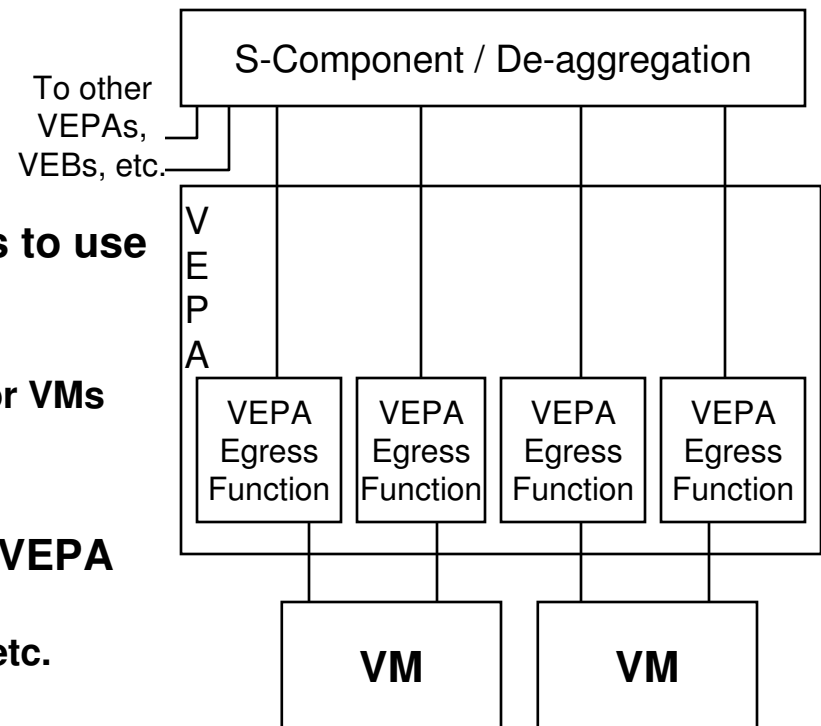 S-Component / De-aggregation
To other
VEPAs,
VEBs, etc.
s to use
or VMs
VEPA
etc.
V
E
P
A
VEPA
Egress
Function
VEPA
Egress
Function
VEPA
Egress
Function
VEPA
Egress
Function
VM
VM